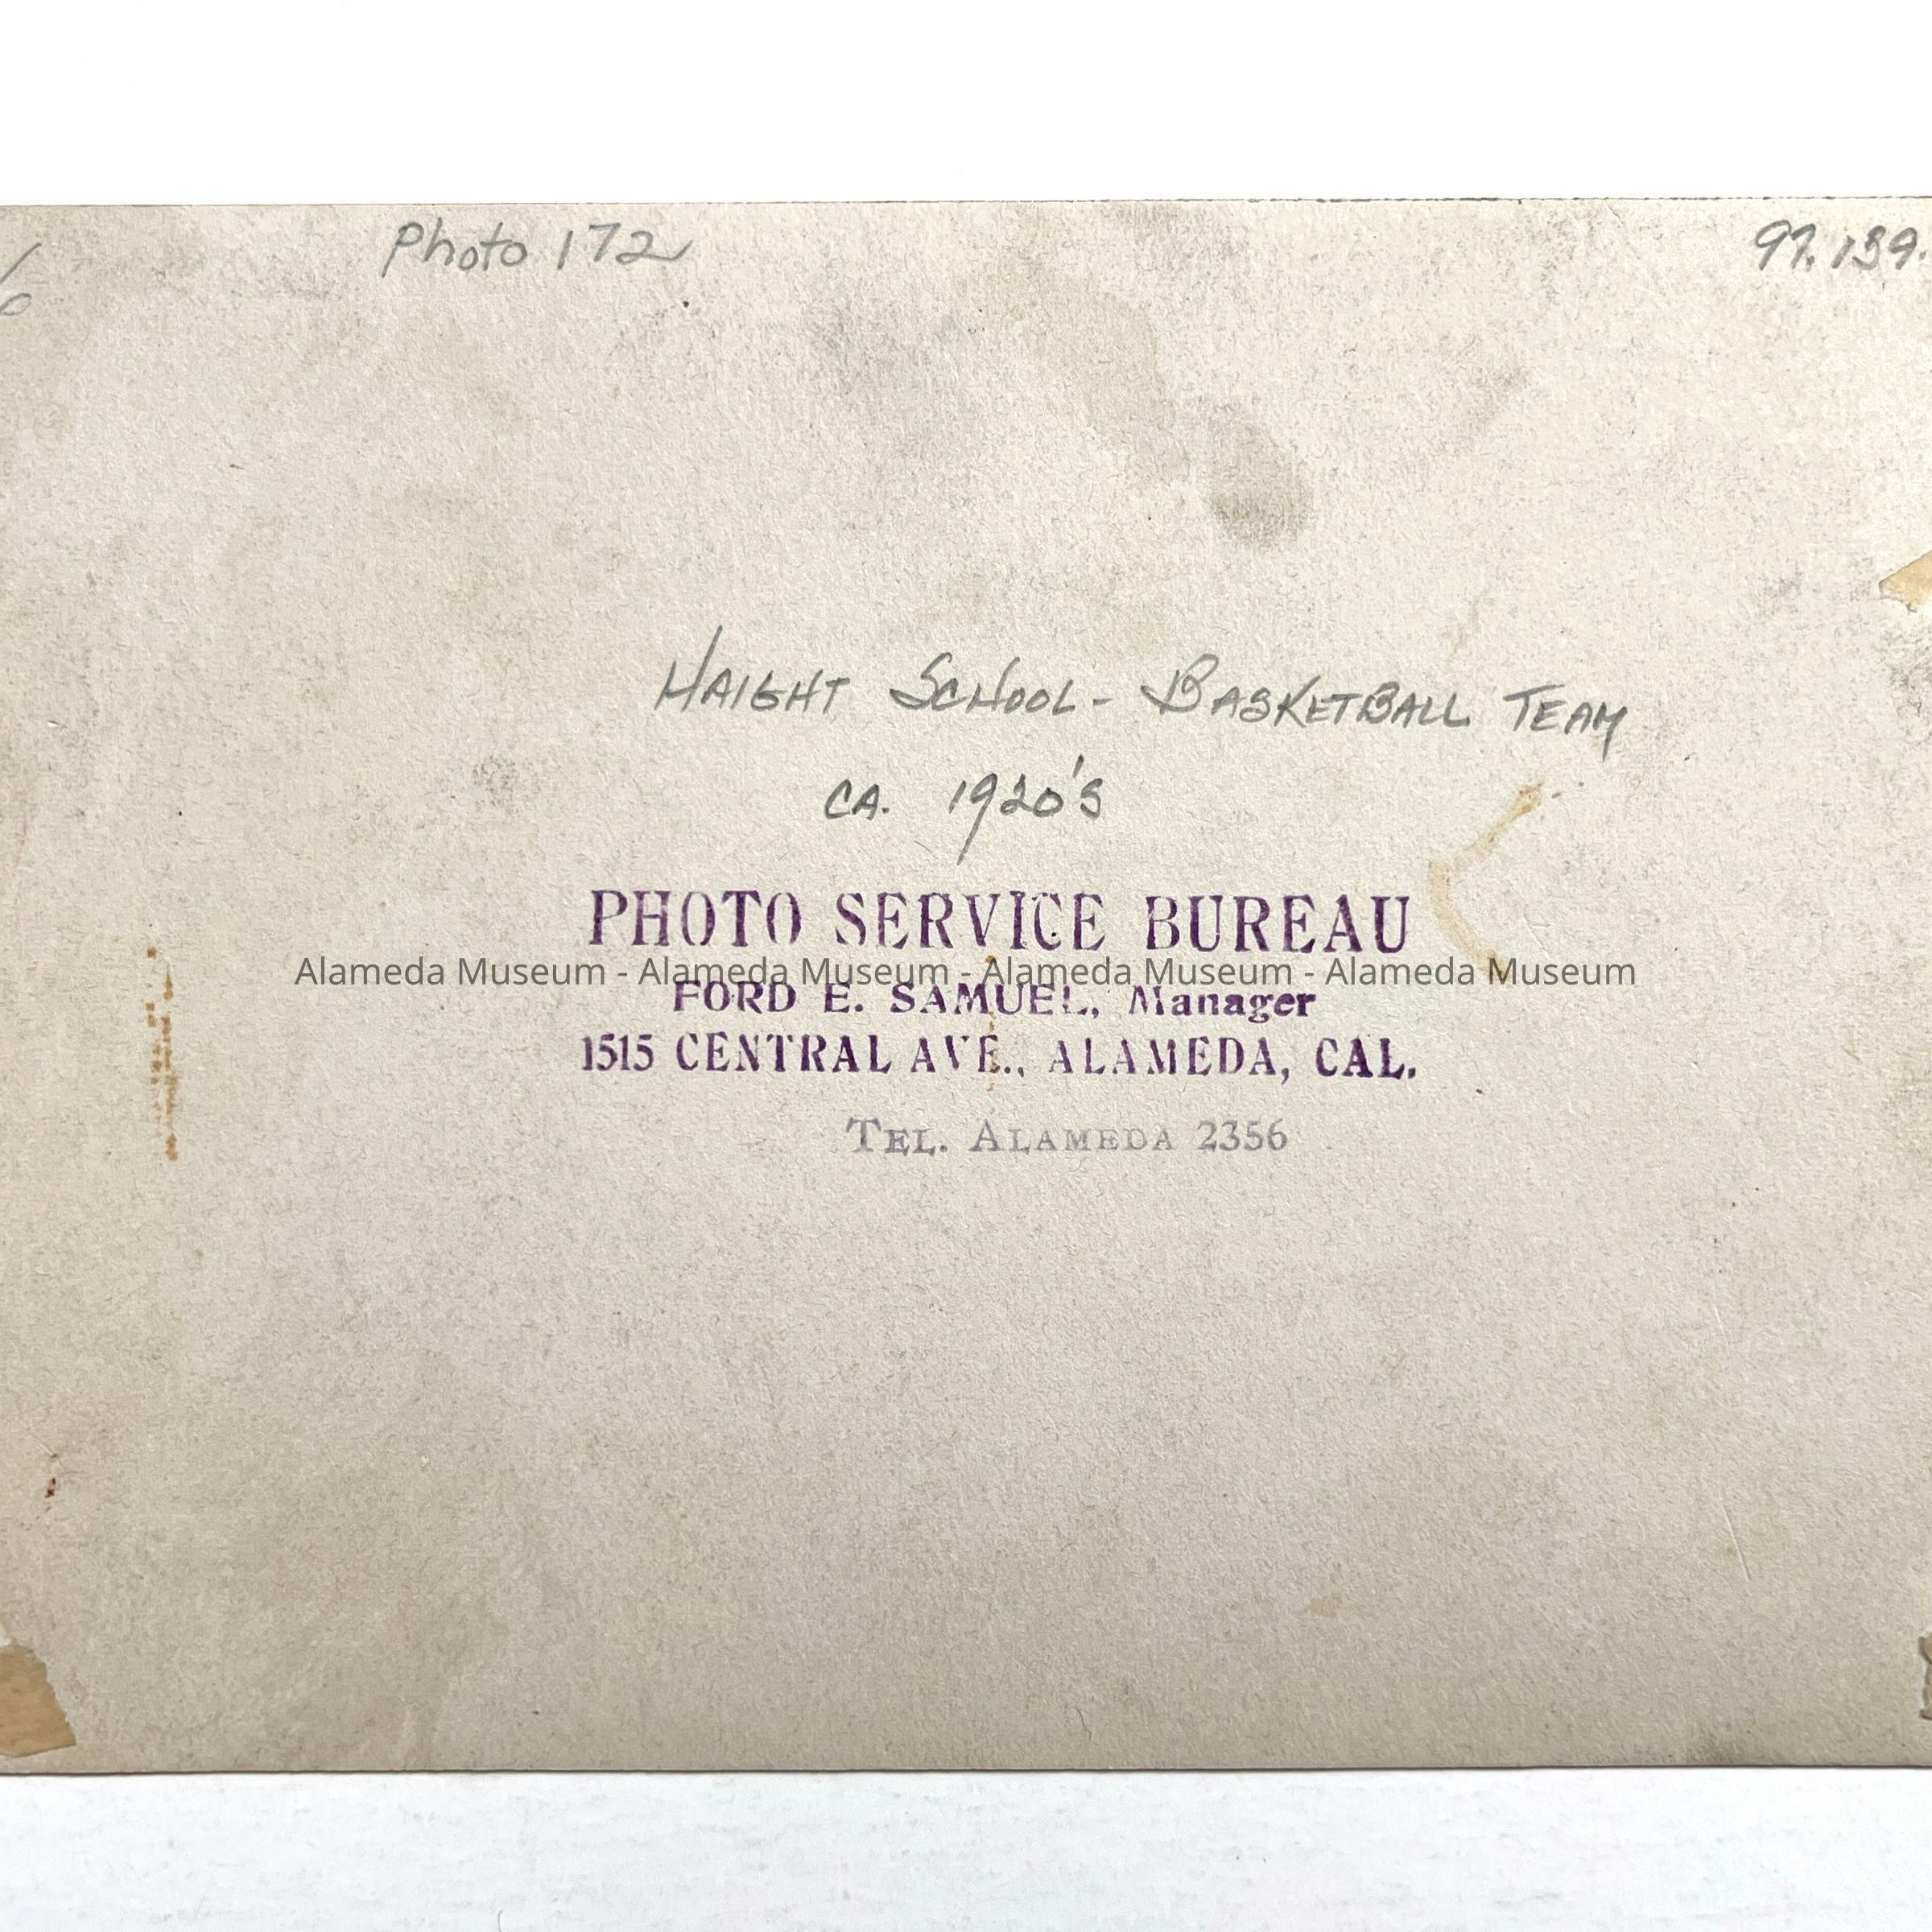 Photo 172
97.139.
HAIGHT SCHOOL - BASKETBALL TEAM
CA. 1920'S
PHOTO SERVICE BUREAU
Alameda Museum - Alameda Museum - Alameda Museum - Alameda Museum
FORD E. SAMUEL, Manager
1515 CENTRAL AVE., ALAMEDA, CAL.
TEL. ALAMEDA 2356